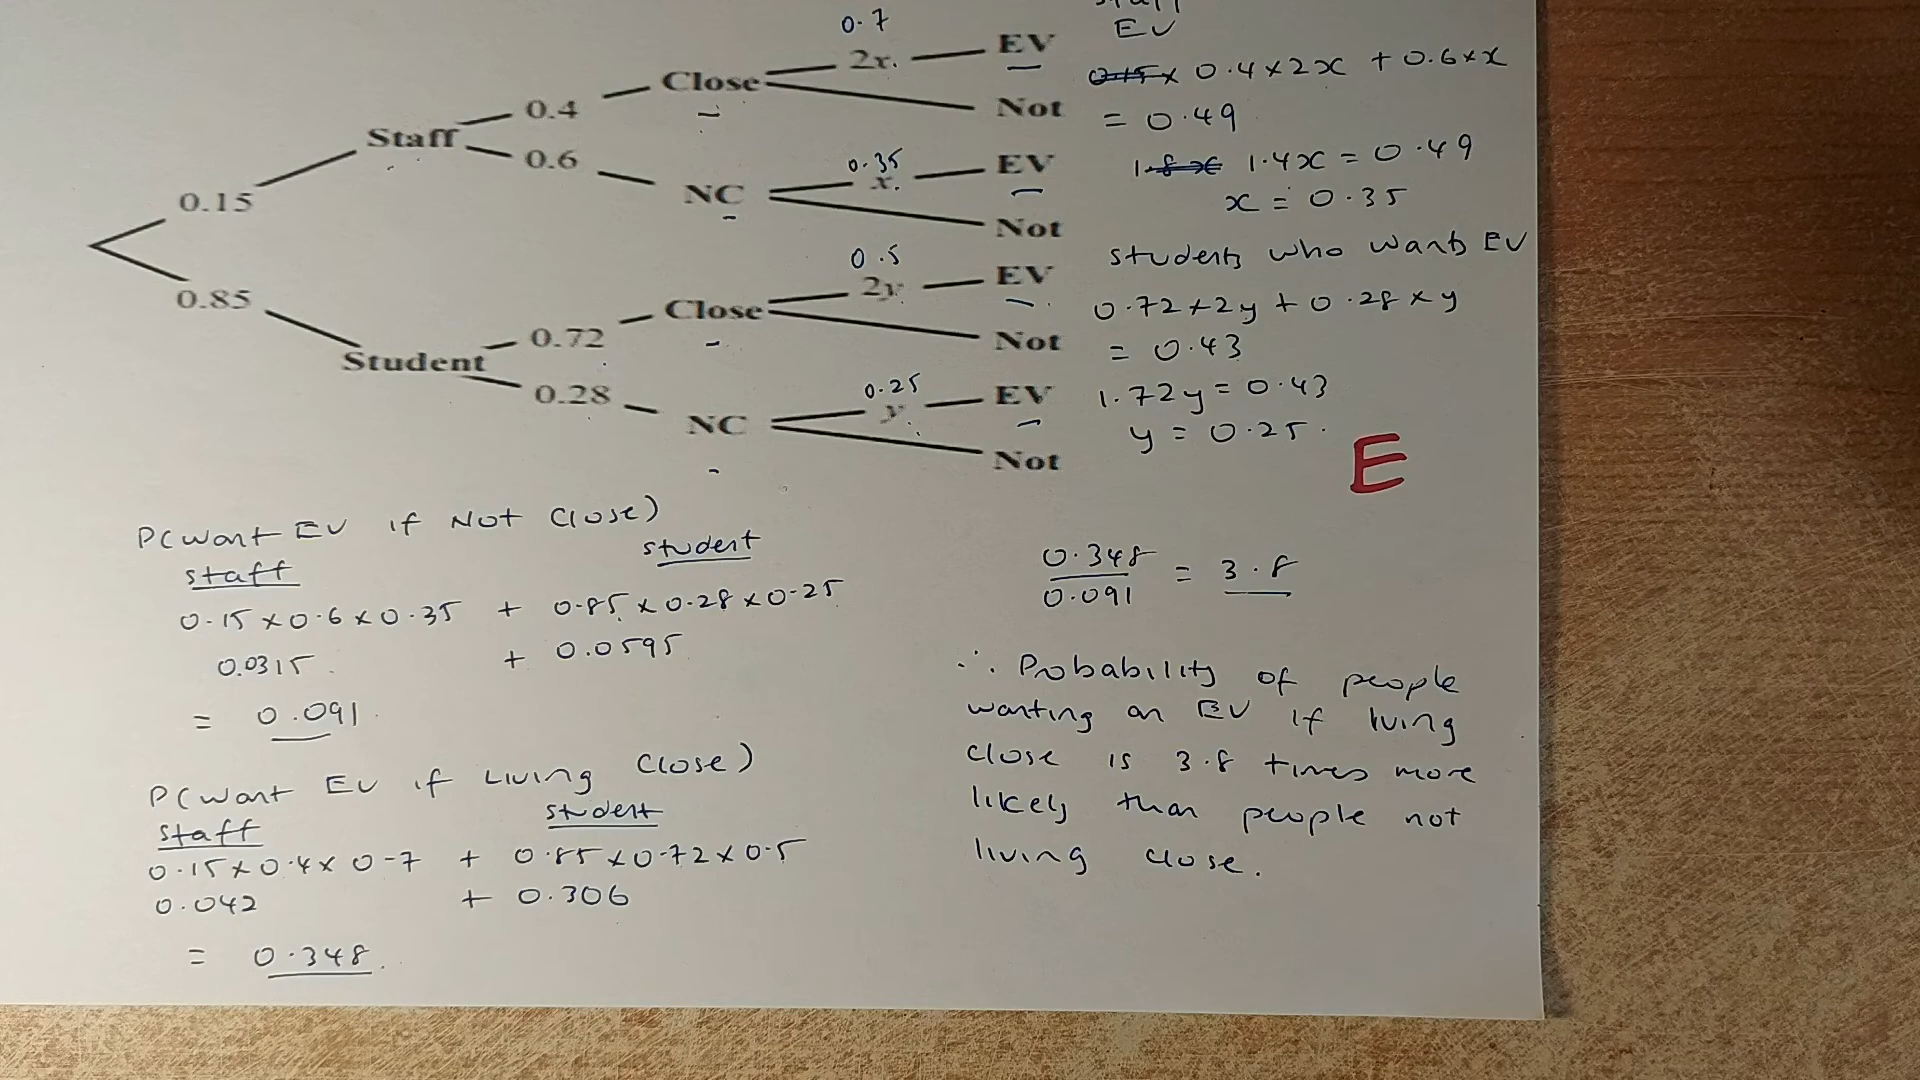 0.7
EV
2x.
EV
Close
0.4
Not
Staff
0.6
0.35
EV
x.
NC
0.15
Not
0.5
EV
2y.
0.85
Close
0.72
Not
Student
0.25
0.28
EV
y
NC
Not
0.4 x 2x + 0.6 x x
= 0.49
1.4x = 0.49
x = 0.35
students who wants EV
0.72 x 2y + 0.28 x y
= 0.43
1.72y = 0.43
y = 0.25.
E
P(want EV if Not Close)
staff student
0.15 x 0.6 x 0.35 + 0.85 x 0.28 x 0.25
0.0315 + 0.0595
= 0.091
P(want EV if Living Close)
staff student
0.15 x 0.4 x 0.7 + 0.85 x 0.72 x 0.5
0.042 + 0.306
= 0.348.
0.348
0.091
= 3.8
∴ Probability of people
wanting an EV if living
close is 3.8 times more
likely than people not
living close.